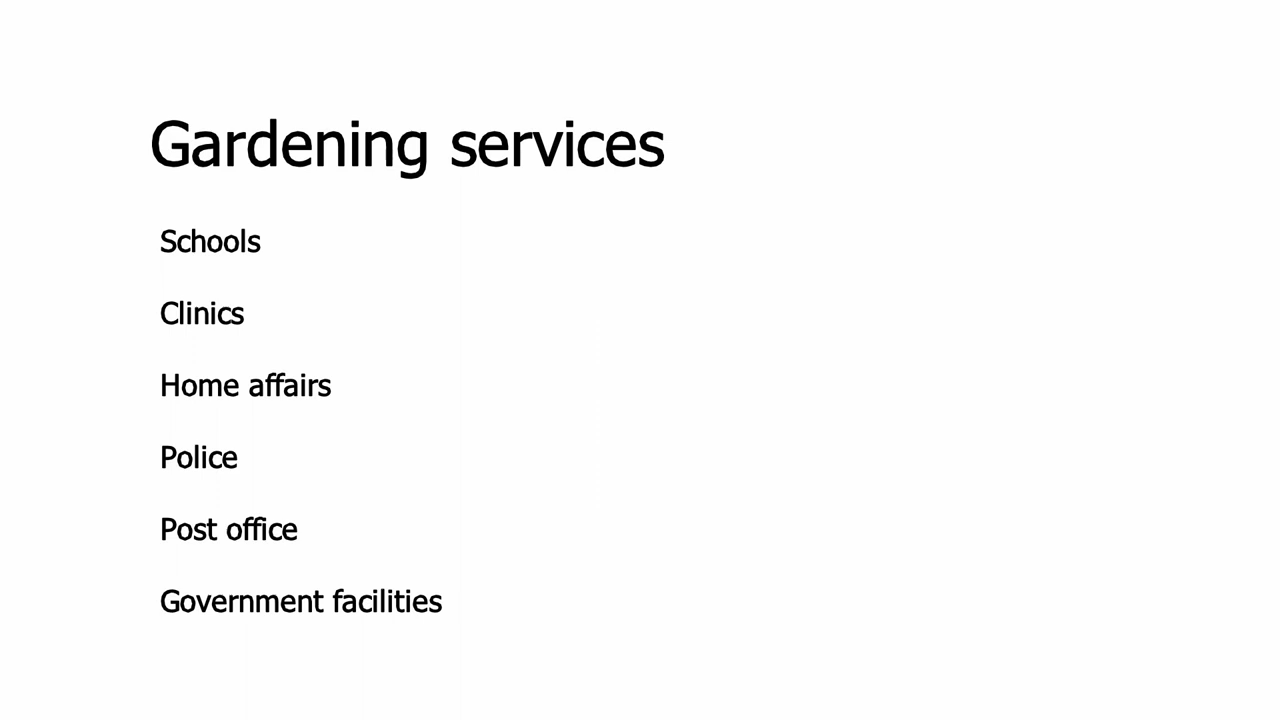 Gardening services
Schools
Clinics
Home affairs
Police
Post office
Government facilities